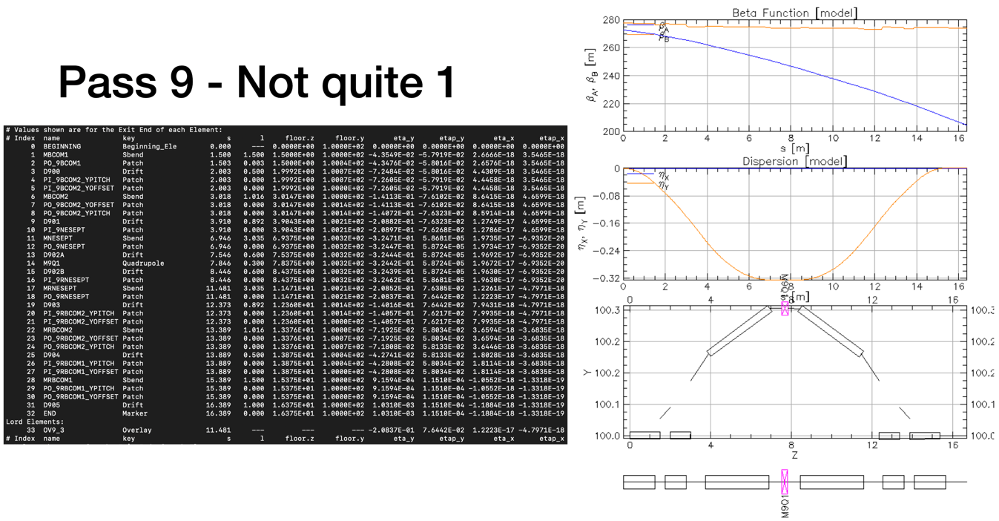 Pass 9 - Not quite 1
# Values shown are for the Exit End of each Element:
# Index name key s l floor.z floor.y eta_y etap_y eta_x etap_x
0 BEGINNING Beginning_Ele 0.000 --- 0.0000E+00 1.0000E+02 0.0000E+00 0.0000E+00 0.0000E+00 0.0000E+00
1 MBCOM1 Sbend 1.500 1.500 1.5000E+00 1.0000E+02 -4.3549E-02 -5.7919E-02 2.6666E-18 3.5465E-18
2 PO_9BCOM1 Patch 1.503 0.003 1.5000E+00 1.0004E+02 -4.3476E-02 -5.8016E-02 2.6576E-18 3.5465E-18
3 D900 Drift 2.003 0.500 1.9992E+00 1.0007E+02 -7.2484E-02 -5.8016E-02 4.4309E-18 3.5465E-18
4 PI_9BCOM2_YPITCH Patch 2.003 0.000 1.9992E+00 1.0007E+02 -7.2605E-02 -5.7919E-02 4.4458E-18 3.5465E-18
5 PI_9BCOM2_YOFFSET Patch 2.003 0.000 1.9992E+00 1.0000E+02 -7.2605E-02 -5.7919E-02 4.4458E-18 3.5465E-18
6 MBCOM2 Sbend 3.018 1.016 3.0147E+00 1.0000E+02 -1.4113E-01 -7.6102E-02 8.6415E-18 4.6599E-18
7 PO_9BCOM2_YOFFSET Patch 3.018 0.000 3.0147E+00 1.0014E+02 -1.4113E-01 -7.6102E-02 8.6415E-18 4.6599E-18
8 PO_9BCOM2_YPITCH Patch 3.018 0.000 3.0147E+00 1.0014E+02 -1.4072E-01 -7.6323E-02 8.5914E-18 4.6599E-18
9 D901 Drift 3.910 0.892 3.9043E+00 1.0021E+02 -2.0882E-01 -7.6323E-02 1.2749E-17 4.6599E-18
10 PI_9NESEPT Patch 3.910 0.000 3.9043E+00 1.0021E+02 -2.0897E-01 -7.6268E-02 1.2786E-17 4.6599E-18
11 MNESEPT Sbend 6.946 3.035 6.9375E+00 1.0032E+02 -3.2471E-01 5.8681E-05 1.9735E-17 -6.9352E-20
12 PO_9NESEPT Patch 6.946 0.000 6.9375E+00 1.0032E+02 -3.2447E-01 5.8724E-05 1.9734E-17 -6.9352E-20
13 D902A Drift 7.546 0.600 7.5375E+00 1.0032E+02 -3.2444E-01 5.8724E-05 1.9692E-17 -6.9352E-20
14 M9Q1 Quadrupole 7.846 0.300 7.8375E+00 1.0032E+02 -3.2442E-01 5.8724E-05 1.9672E-17 -6.9352E-20
15 D902B Drift 8.446 0.600 8.4375E+00 1.0032E+02 -3.2439E-01 5.8724E-05 1.9630E-17 -6.9352E-20
16 PI_9RNESEPT Patch 8.446 0.000 8.4375E+00 1.0032E+02 -3.2462E-01 5.8681E-05 1.9630E-17 -6.9352E-20
17 MRNESEPT Sbend 11.481 3.035 1.1471E+01 1.0021E+02 -2.0852E-01 7.6385E-02 1.2261E-17 -4.7971E-18
18 PO_9RNESEPT Patch 11.481 0.000 1.1471E+01 1.0021E+02 -2.0837E-01 7.6442E-02 1.2223E-17 -4.7971E-18
19 D903 Drift 12.373 0.892 1.2360E+01 1.0014E+02 -1.4016E-01 7.6442E-02 7.9431E-18 -4.7971E-18
20 PI_9RBCOM2_YPITCH Patch 12.373 0.000 1.2360E+01 1.0014E+02 -1.4057E-01 7.6217E-02 7.9935E-18 -4.7971E-18
21 PI_9RBCOM2_YOFFSET Patch 12.373 0.000 1.2360E+01 1.0000E+02 -1.4057E-01 7.6217E-02 7.9935E-18 -4.7971E-18
22 MRBCOM2 Sbend 13.389 1.016 1.3376E+01 1.0000E+02 -7.1925E-02 5.8034E-02 3.6594E-18 -3.6835E-18
23 PO_9RBCOM2_YOFFSET Patch 13.389 0.000 1.3376E+01 1.0007E+02 -7.1925E-02 5.8034E-02 3.6594E-18 -3.6835E-18
24 PO_9RBCOM2_YPITCH Patch 13.389 0.000 1.3376E+01 1.0007E+02 -7.1808E-02 5.8133E-02 3.6446E-18 -3.6835E-18
25 D904 Drift 13.889 0.500 1.3875E+01 1.0004E+02 -4.2741E-02 5.8133E-02 1.8028E-18 -3.6835E-18
26 PI_9RBCOM1_YPITCH Patch 13.889 0.000 1.3875E+01 1.0004E+02 -4.2808E-02 5.8034E-02 1.8114E-18 -3.6835E-18
27 PI_9RBCOM1_YOFFSET Patch 13.889 0.000 1.3875E+01 1.0000E+02 -4.2808E-02 5.8034E-02 1.8114E-18 -3.6835E-18
28 MRBCOM1 Sbend 15.389 1.500 1.5375E+01 1.0000E+02 9.1594E-04 1.1510E-04 -1.0552E-18 -1.3318E-19
29 PO_9RBCOM1_YPITCH Patch 15.389 0.000 1.5375E+01 1.0000E+02 9.1594E-04 1.1510E-04 -1.0552E-18 -1.3318E-19
30 PO_9RBCOM1_YOFFSET Patch 15.389 0.000 1.5375E+01 1.0000E+02 9.1594E-04 1.1510E-04 -1.0552E-18 -1.3318E-19
31 D905 Drift 16.389 1.000 1.6375E+01 1.0000E+02 1.0310E-03 1.1510E-04 -1.1884E-18 -1.3318E-19
32 END Marker 16.389 0.000 1.6375E+01 1.0000E+02 1.0310E-03 1.1510E-04 -1.1884E-18 -1.3318E-19
Lord Elements:
33 OV9_3 Overlay 11.481 --- --- --- -2.0837E-01 7.6442E-02 1.2223E-17 -4.7971E-18
# Index name key s l floor.z floor.y eta_y etap_y eta_x etap_x
Beta Function [model]
280
260
240
220
200
βA, βB [m]
βA
βB
0 2 4 6 8 10 12 14 16
s [m]
Dispersion [model]
0
-0.08
-0.16
-0.24
-0.32
ηX, ηY [m]
ηX
ηY
0 2 4 6 8 10 12 14 16
s [m]
100.3
100.2
100.2
100.1
100.0
Y
100.3
100.2
100.2
100.1
100.0
0 4 8 12 16
Z
M9Q1